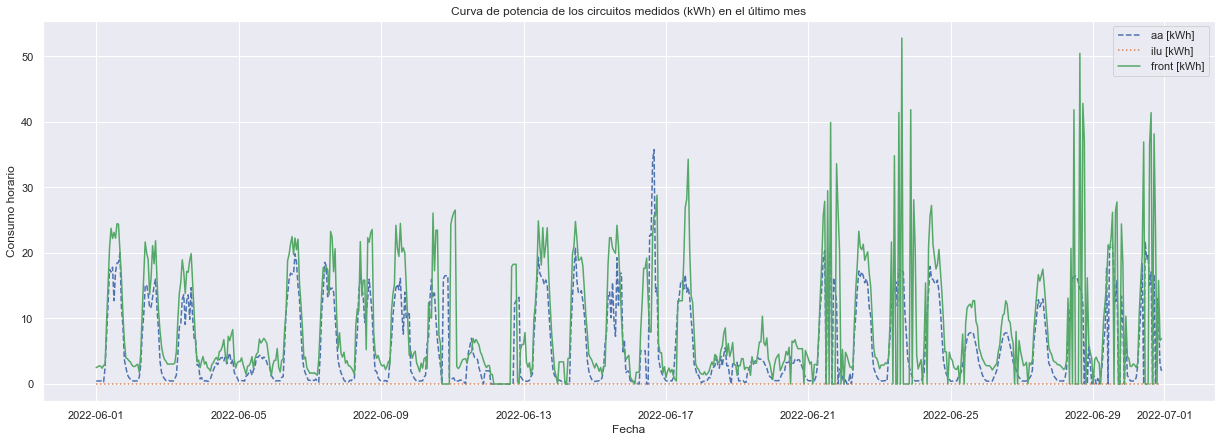 Curva de potencia de los circuitos medidos (kWh) en el último mes
aa [kWh]
ilu [kWh]
front [kWh]
Consumo horario
50
40
30
20
10
0
2022-06-01
2022-06-05
2022-06-09
2022-06-13
2022-06-17
2022-06-21
2022-06-25
2022-06-29
2022-07-01
Fecha